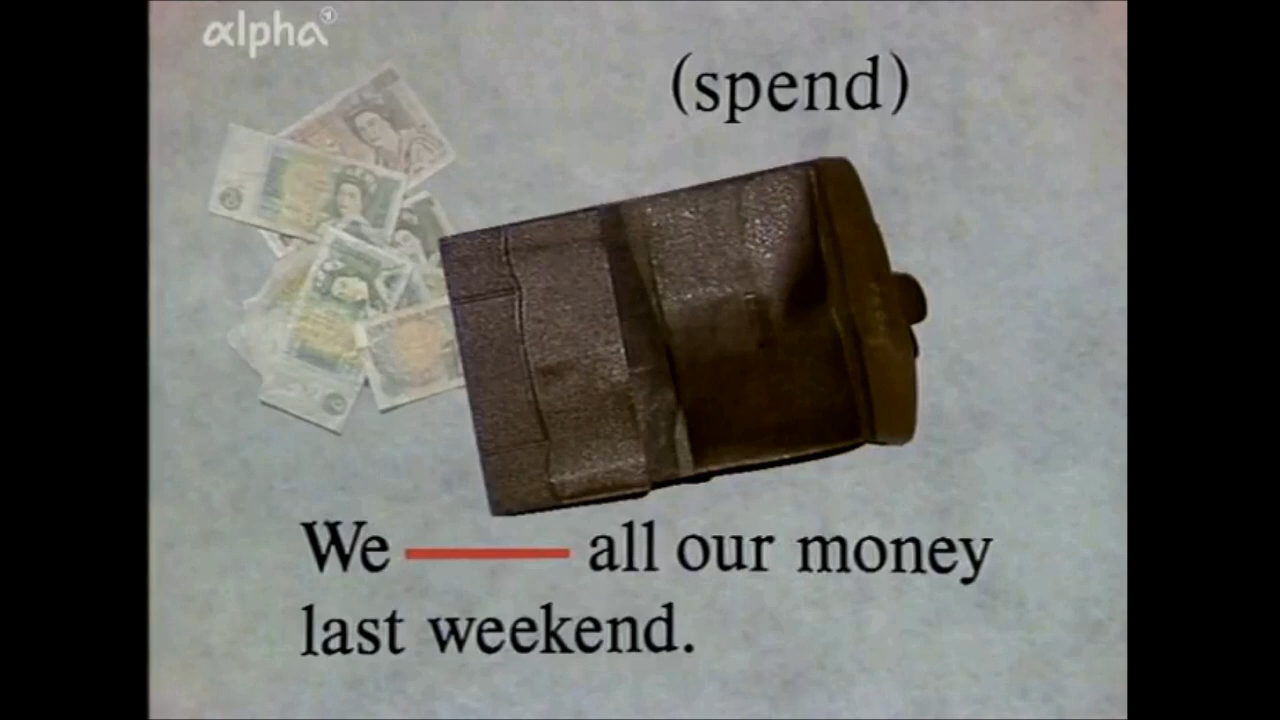 alpha
(spend)
We ——— all our money
last weekend.